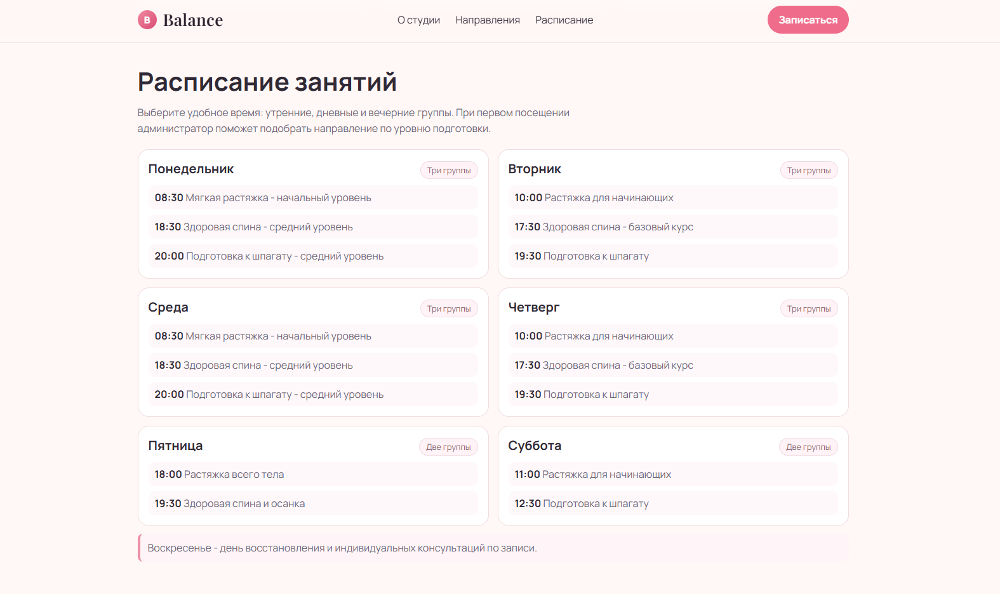 B Balance
О студии Направления Расписание
Записаться
Расписание занятий
Выберите удобное время: утренние, дневные и вечерние группы. При первом посещении
администратор поможет подобрать направление по уровню подготовки.
Понедельник Три группы
08:30 Мягкая растяжка - начальный уровень
18:30 Здоровая спина - средний уровень
20:00 Подготовка к шпагату - средний уровень
Вторник Три группы
10:00 Растяжка для начинающих
17:30 Здоровая спина - базовый курс
19:30 Подготовка к шпагату
Среда Три группы
08:30 Мягкая растяжка - начальный уровень
18:30 Здоровая спина - средний уровень
20:00 Подготовка к шпагату - средний уровень
Четверг Три группы
10:00 Растяжка для начинающих
17:30 Здоровая спина - базовый курс
19:30 Подготовка к шпагату
Пятница Две группы
18:00 Растяжка всего тела
19:30 Здоровая спина и осанка
Суббота Две группы
11:00 Растяжка для начинающих
12:30 Подготовка к шпагату
Воскресенье - день восстановления и индивидуальных консультаций по записи.